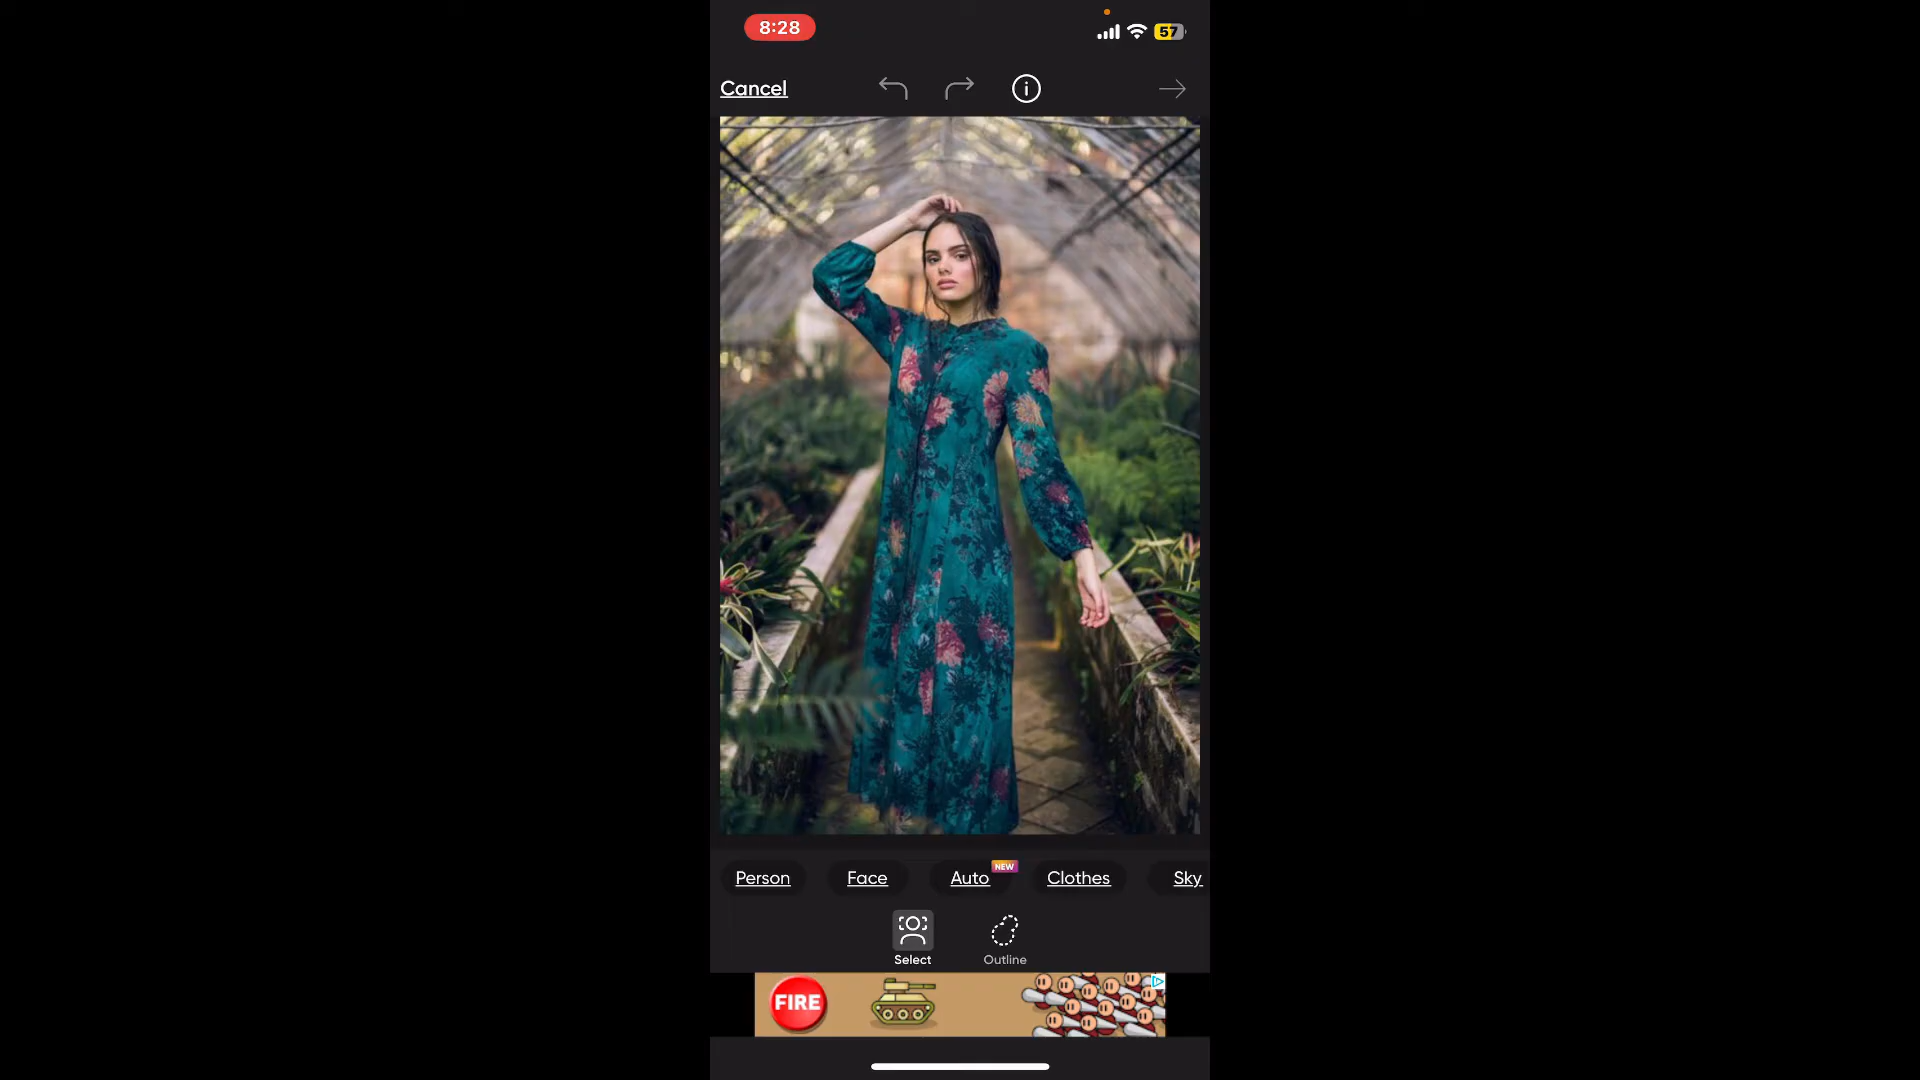 8:28
57
Cancel
Person
Face
Auto
NEW
Clothes
Sky
Select
Outline
FIRE